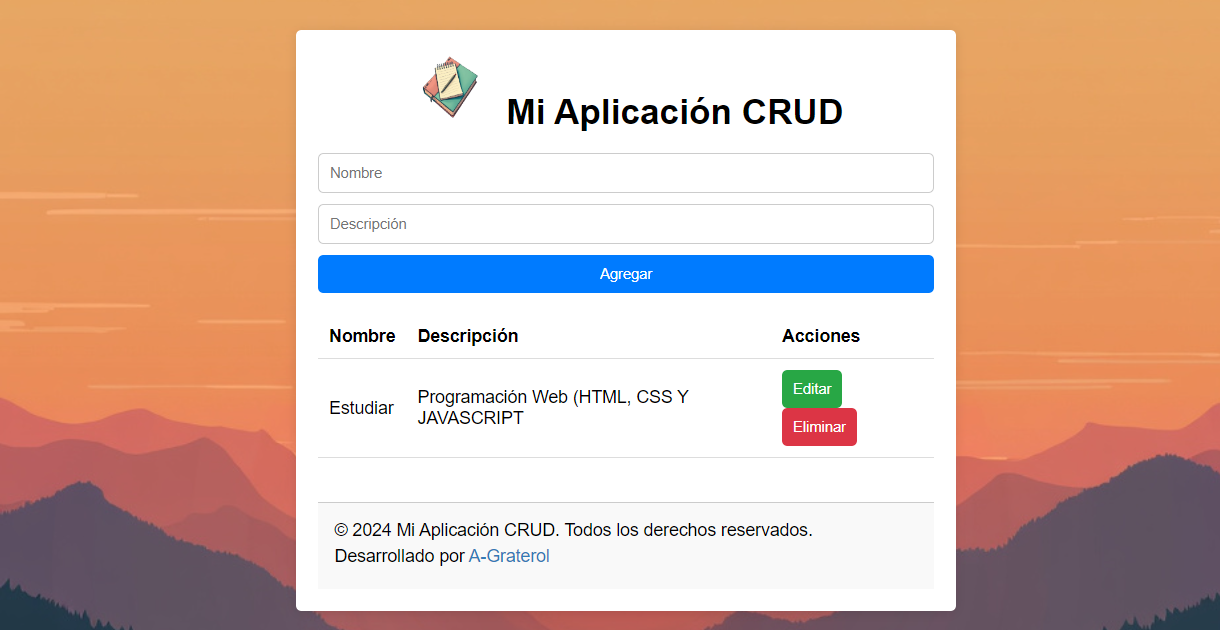 Mi Aplicación CRUD
Nombre
Descripción
Agregar
Nombre Descripción Acciones
Estudiar
Programación Web (HTML, CSS Y
JAVASCRIPT
Editar
Eliminar
© 2024 Mi Aplicación CRUD. Todos los derechos reservados.
Desarrollado por A-Graterol